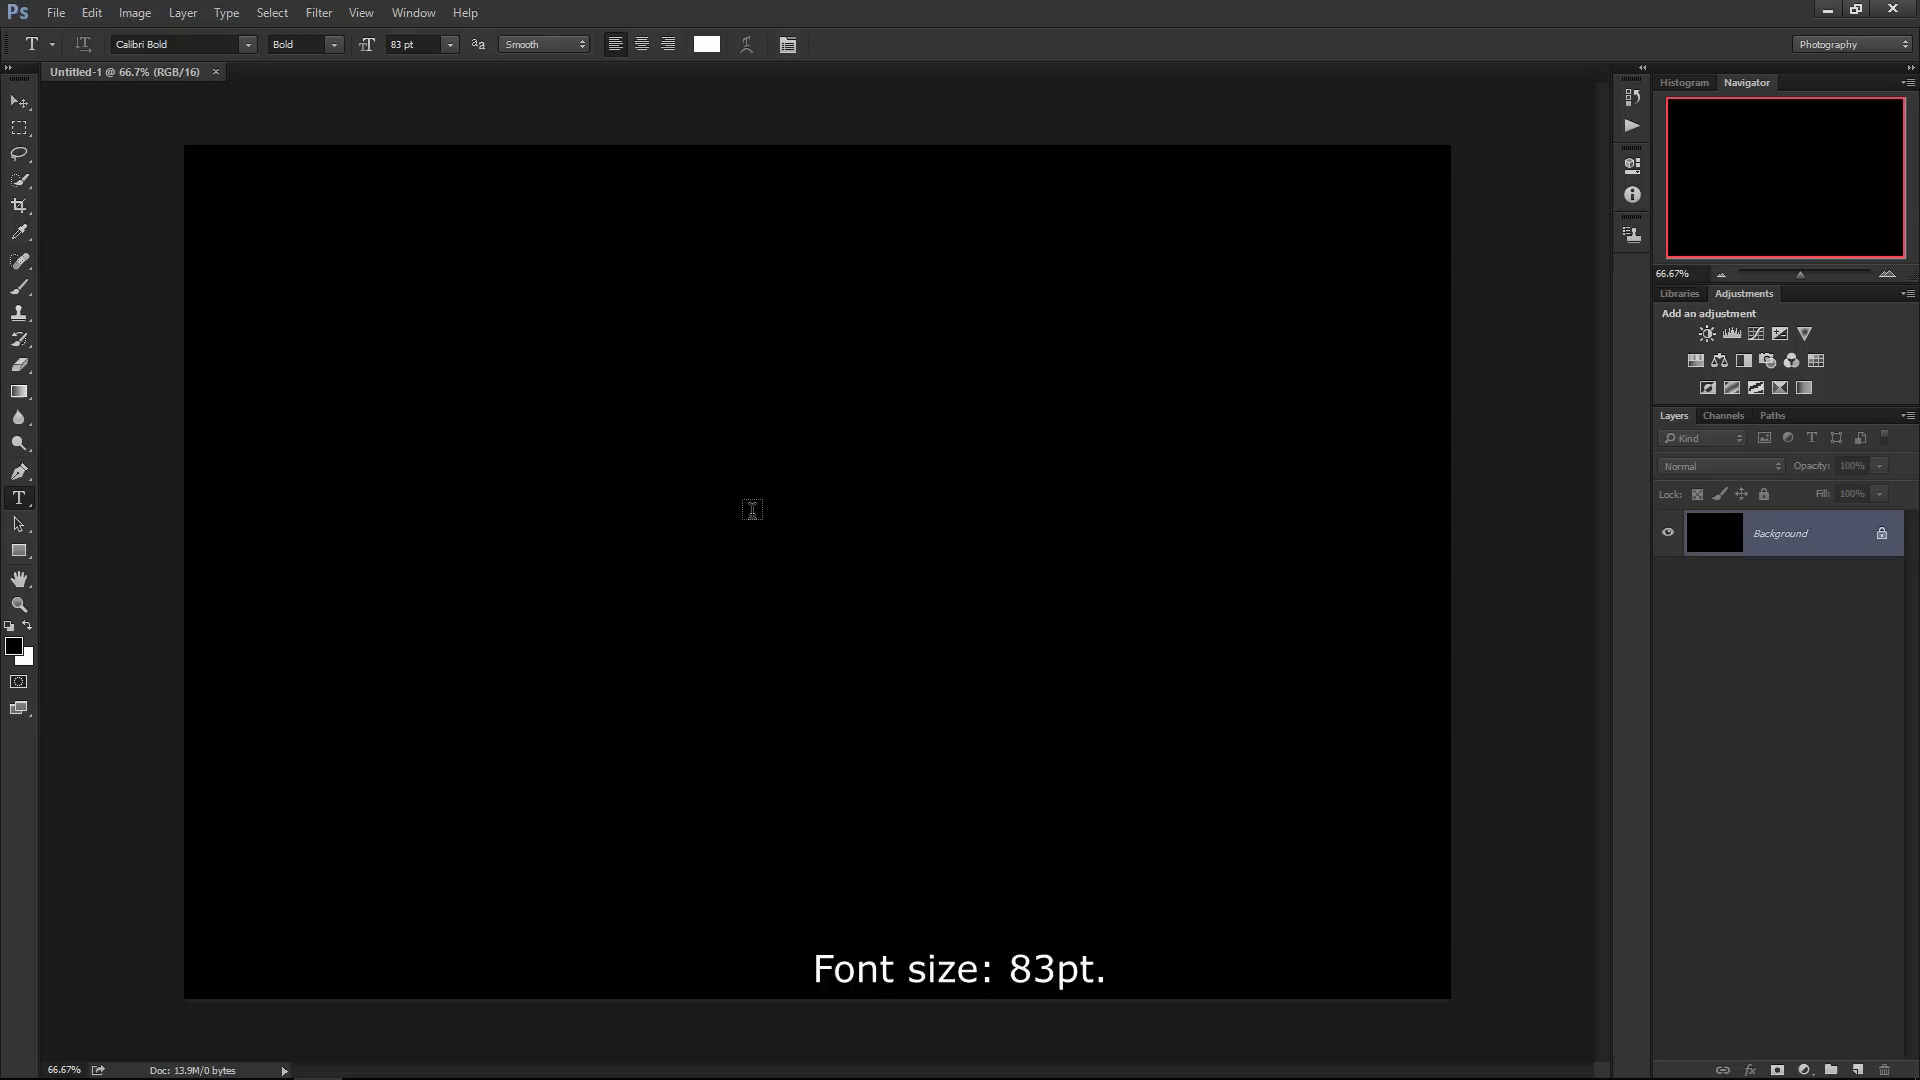 Ps File Edit Image Layer Type Select Filter View Window Help
T Calibri Bold Bold 83 pt Smooth Photography
Untitled-1 @ 66.7% (RGB/16) ×
Histogram Navigator
66.67%
Libraries Adjustments
Add an adjustment
Layers Channels Paths
Kind
Normal Opacity: 100%
Lock: Fill: 100%
Background
Font size: 83pt.
66.67% Doc: 13.9M/0 bytes